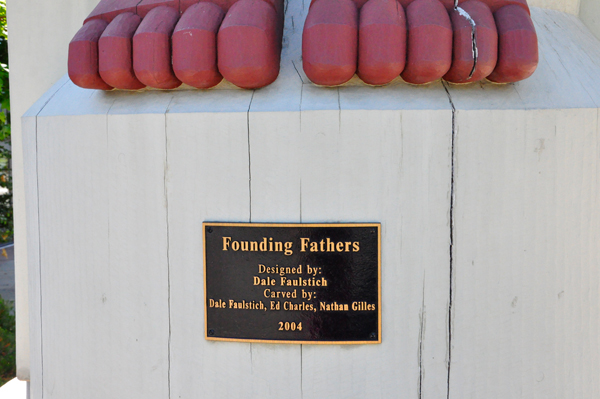 Founding Fathers
Designed by:
Dale Faulstich
Carved by:
Dale Faulstich, Ed Charles, Nathan Gilles
2004